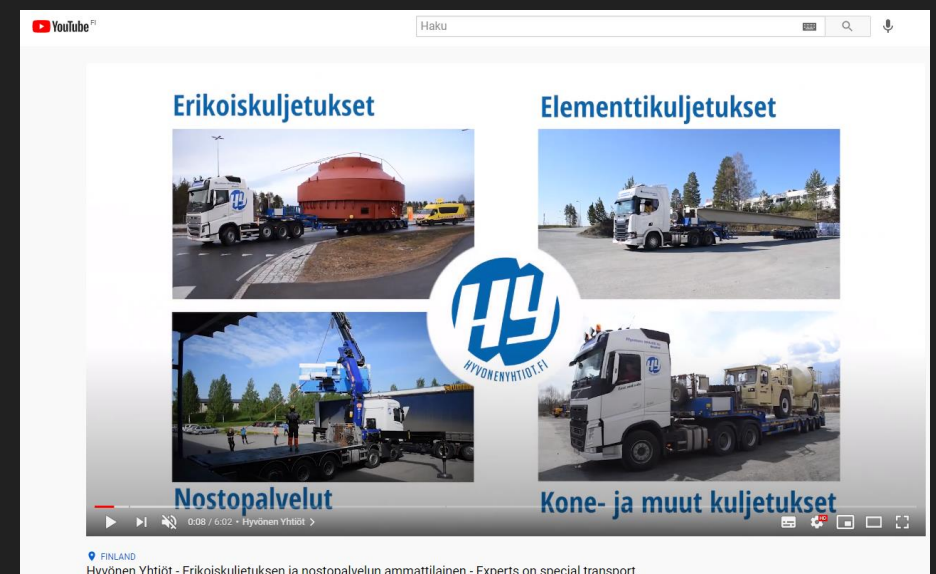 YouTube FI
Haku
Erikoiskuljetukset
Elementtikuljetukset
HY
HYVONENYHTIOT.FI
Nostopalvelut
Kone- ja muut kuljetukset
0:08 / 6:02 • Hyvönen Yhtiöt
HD
FINLAND
Hyvönen Yhtiöt - Erikoiskuljetuksen ja nostopalvelun ammattilainen - Experts on special transport